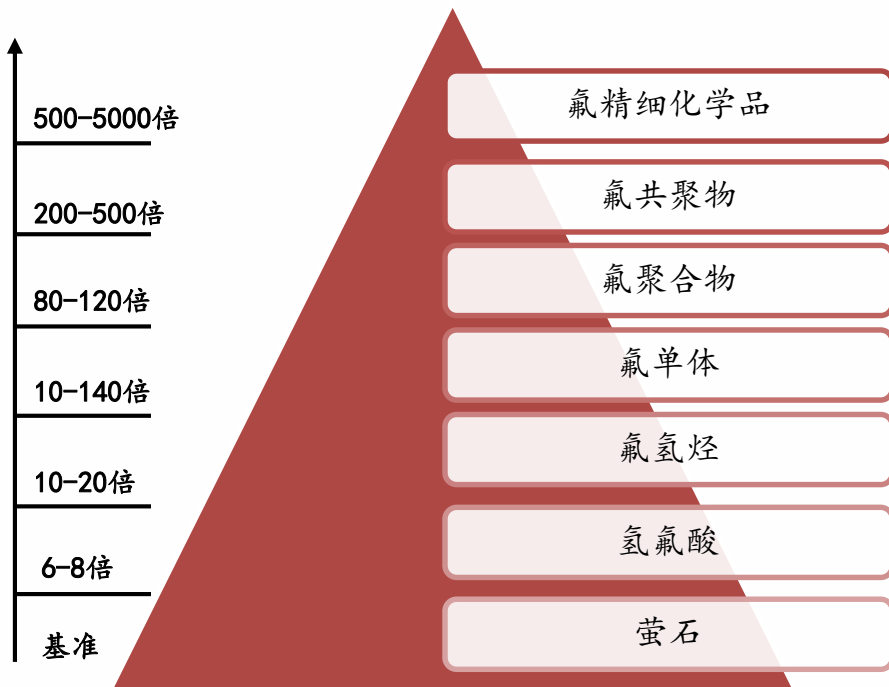 500-5000倍
氟精细化学品
200-500倍
氟共聚物
80-120倍
氟聚合物
10-140倍
氟单体
10-20倍
氟氢烃
6-8倍
氢氟酸
基准
萤石